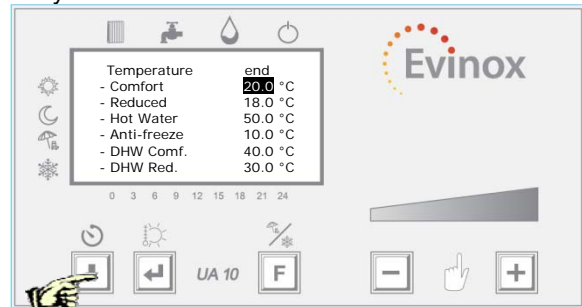 Evinox
Temperature end
- Comfort 20.0 °C
- Reduced 18.0 °C
- Hot Water 50.0 °C
- Anti-freeze 10.0 °C
- DHW Comf. 40.0 °C
- DHW Red. 30.0 °C
0 3 6 9 12 15 18 21 24
UA 10 F - +